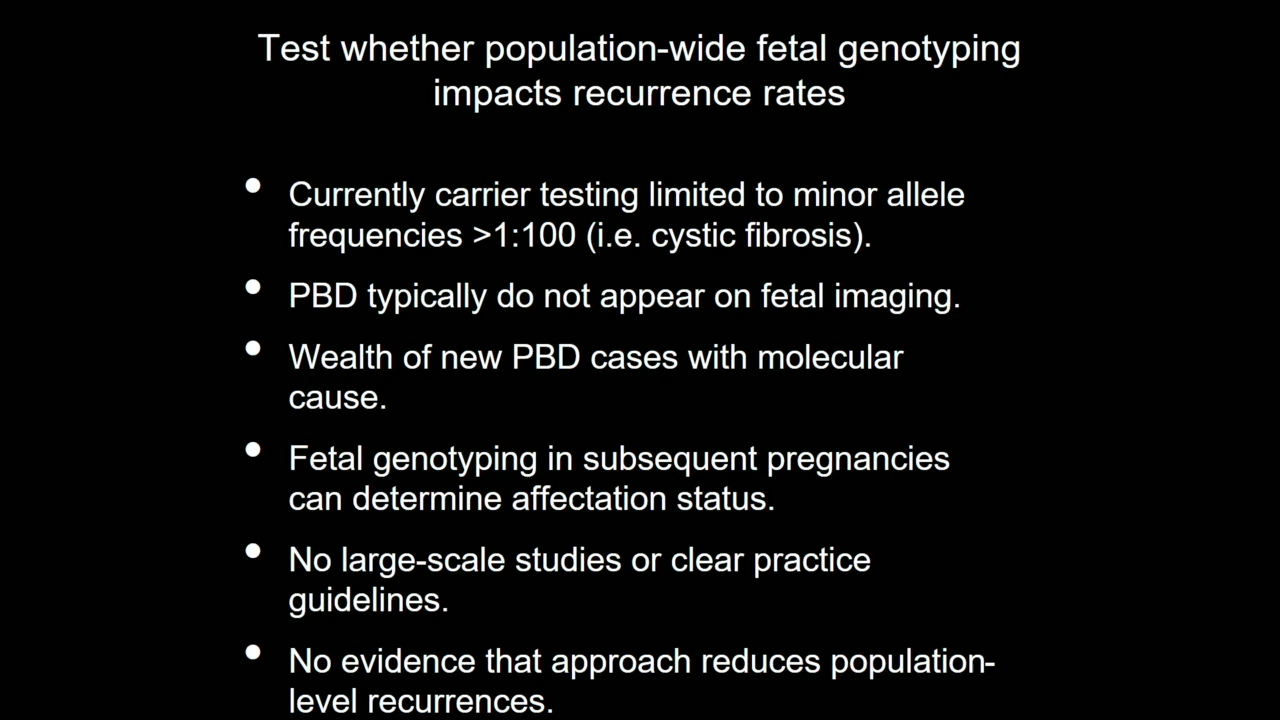 Test whether population-wide fetal genotyping
impacts recurrence rates
• Currently carrier testing limited to minor allele
frequencies >1:100 (i.e. cystic fibrosis).
• PBD typically do not appear on fetal imaging.
• Wealth of new PBD cases with molecular
cause.
• Fetal genotyping in subsequent pregnancies
can determine affectation status.
• No large-scale studies or clear practice
guidelines.
• No evidence that approach reduces population-
level recurrences.